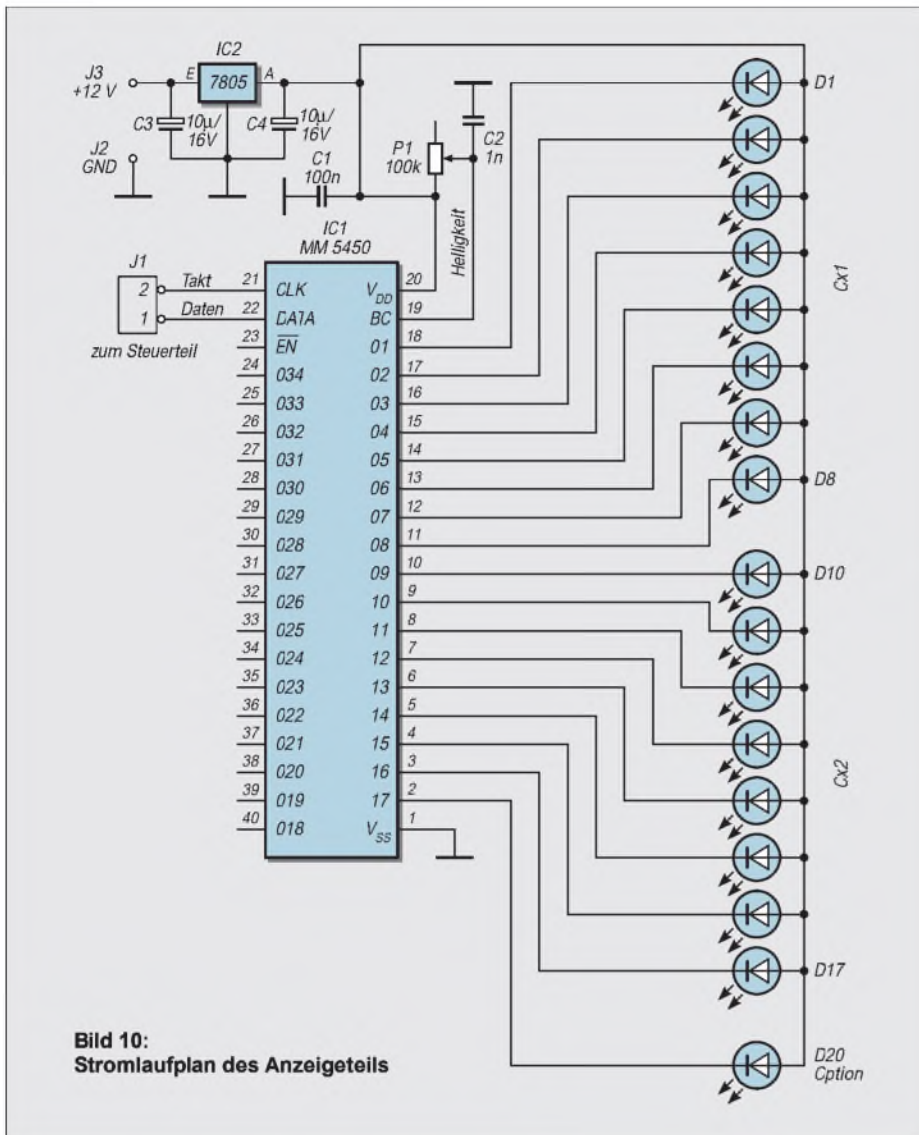 IC2
J3
+12 V
E
7805
A
C3
10µ/
16V
C4
10µ/
16V
J2
GND
C1
100n
P1
100k
C2
1n
Helligkeit
IC1
MM 5450
J1
2
Takt
1
Daten
zum Steuerteil
21 CLK VDD 20
22 DATA BC 19
23 EN 01 18
24 034 02 17
25 033 03 16
26 032 04 15
27 031 05 14
28 030 06 13
29 029 07 12
30 028 08 11
31 027 09 10
32 026 10 9
33 025 11 8
34 024 12 7
35 023 13 6
36 022 14 5
37 021 15 4
38 020 16 3
39 019 17 2
40 018 VSS 1
D1
Cx1
D8
D10
Cx2
D17
D20
Cption
Bild 10:
Stromlaufplan des Anzeigeteils